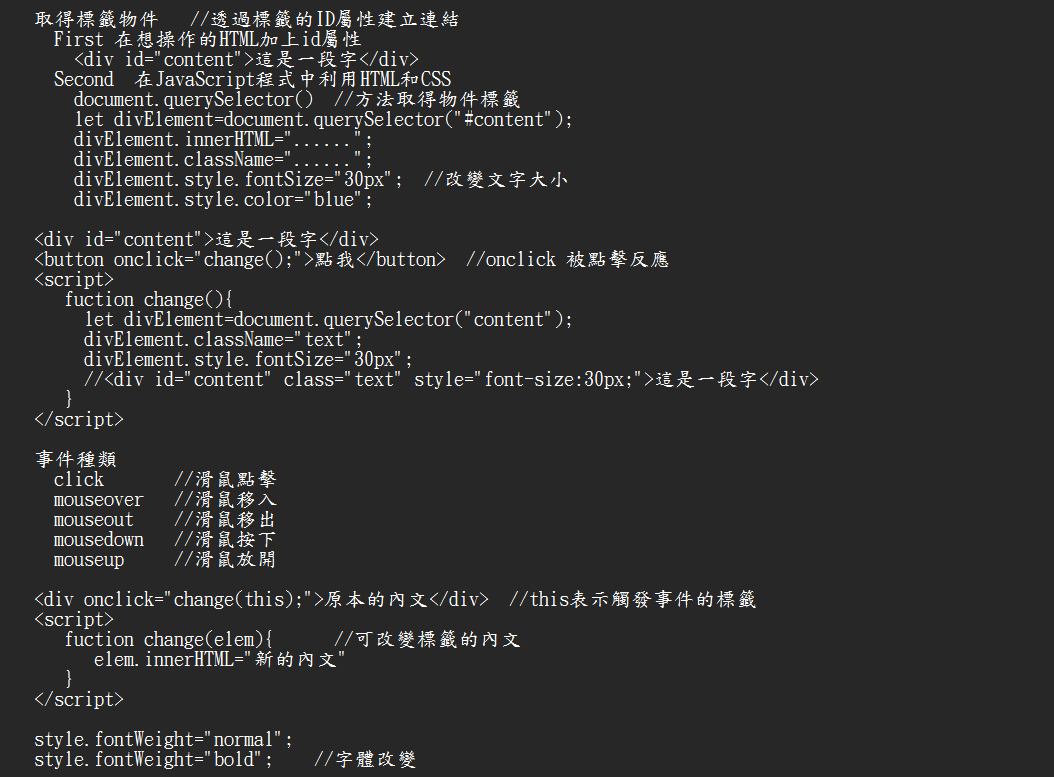 取得標籤物件   //透過標籤的ID屬性建立連結
  First 在想操作的HTML加上id屬性
    <div id="content">這是一段字</div>
  Second  在JavaScript程式中利用HTML和CSS
    document.querySelector()  //方法取得物件標籤
    let divElement=document.querySelector("#content");
    divElement.innerHTML="......";
    divElement.className="......";
    divElement.style.fontSize="30px";  //改變文字大小
    divElement.style.color="blue";

<div id="content">這是一段字</div>
<button onclick="change();">點我</button>  //onclick 被點擊反應
<script>
   fuction change(){
     let divElement=document.querySelector("content");
     divElement.className="text";
     divElement.style.fontSize="30px";
     //<div id="content" class="text" style="font-size:30px;">這是一段字</div>
   }
</script>

事件種類
  click       //滑鼠點擊
  mouseover   //滑鼠移入
  mouseout    //滑鼠移出
  mousedown   //滑鼠按下
  mouseup     //滑鼠放開

<div onclick="change(this);">原本的內文</div>  //this表示觸發事件的標籤
<script>
   fuction change(elem){      //可改變標籤的內文
      elem.innerHTML="新的內文"
   }
</script>

style.fontWeight="normal";
style.fontWeight="bold";    //字體改變